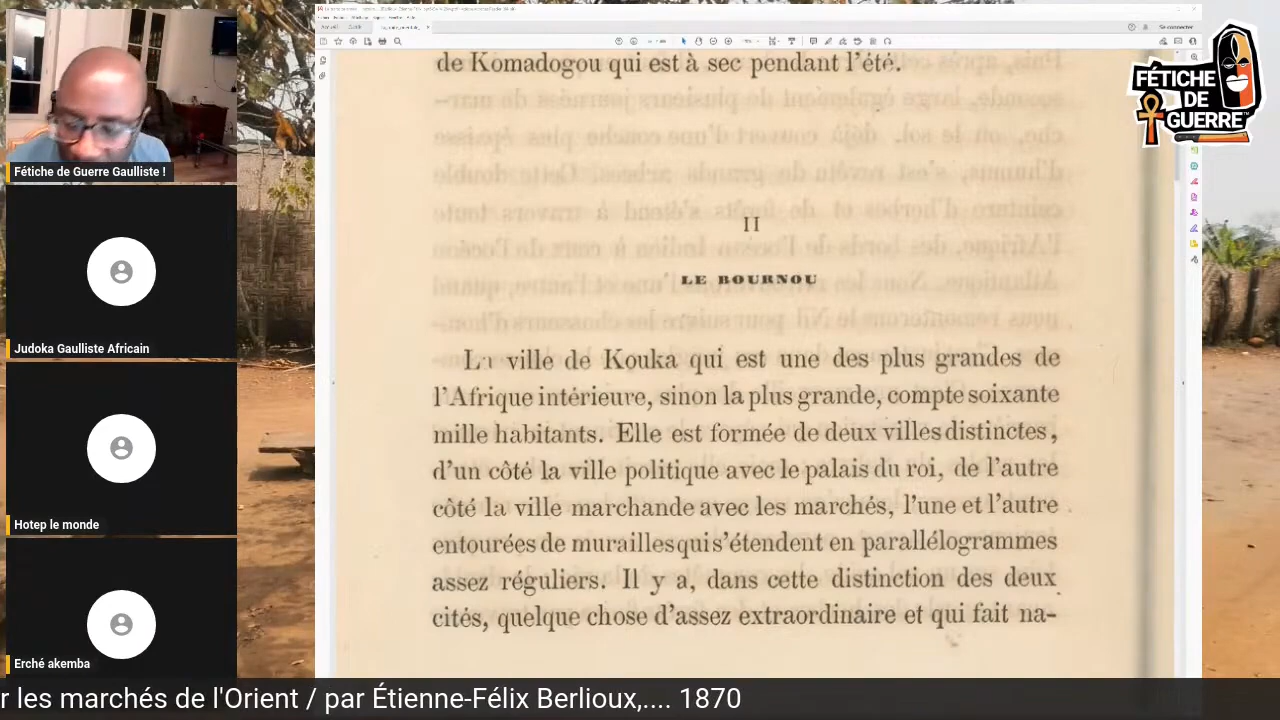 Fétiche de Guerre Gaulliste !
Judoka Gaulliste Africain
Hotep le monde
Erché akemba
Se connecter
FÉTICHE
DE
GUERRE
de Komadogou qui est à sec pendant l'été.
II
LE BOURNOU
La ville de Kouka qui est une des plus grandes de
l'Afrique intérieure, sinon la plus grande, compte soixante
mille habitants. Elle est formée de deux villes distinctes,
d'un côté la ville politique avec le palais du roi, de l'autre
côté la ville marchande avec les marchés, l'une et l'autre
entourées de murailles qui s'étendent en parallélogrammes
assez réguliers. Il y a, dans cette distinction des deux
cités, quelque chose d'assez extraordinaire et qui fait na-
r les marchés de l'Orient / par Étienne-Félix Berlioux,.... 1870